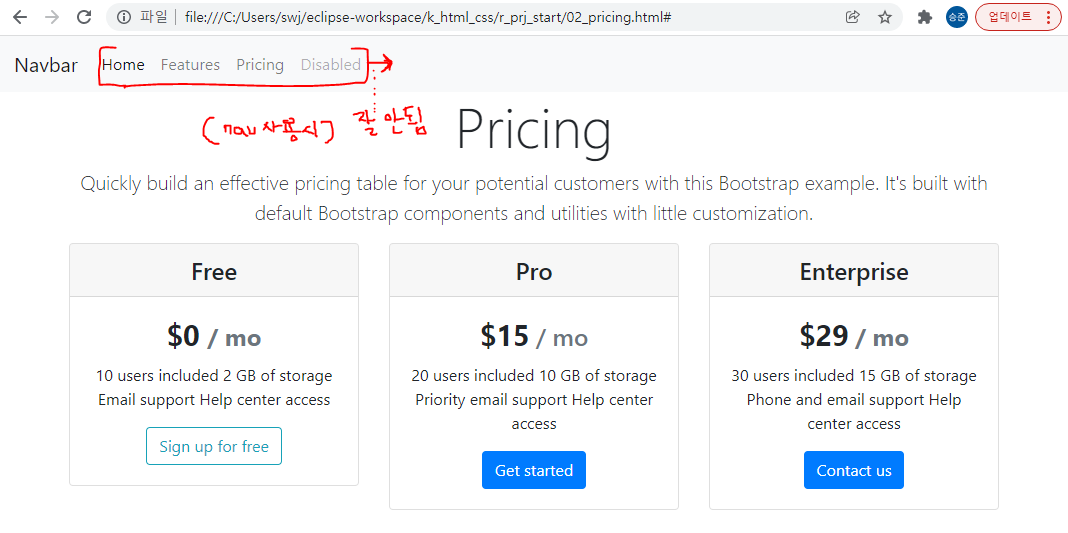 파일 file:///C:/Users/swj/eclipse-workspace/k_html_css/r_prj_start/02_pricing.html# 승준 업데이트
Navbar Home Features Pricing Disabled
(nav 사용시) 잘 안됨
Pricing
Quickly build an effective pricing table for your potential customers with this Bootstrap example. It's built with
default Bootstrap components and utilities with little customization.
Free
$0 / mo
10 users included 2 GB of storage
Email support Help center access
Sign up for free
Pro
$15 / mo
20 users included 10 GB of storage
Priority email support Help center
access
Get started
Enterprise
$29 / mo
30 users included 15 GB of storage
Phone and email support Help
center access
Contact us